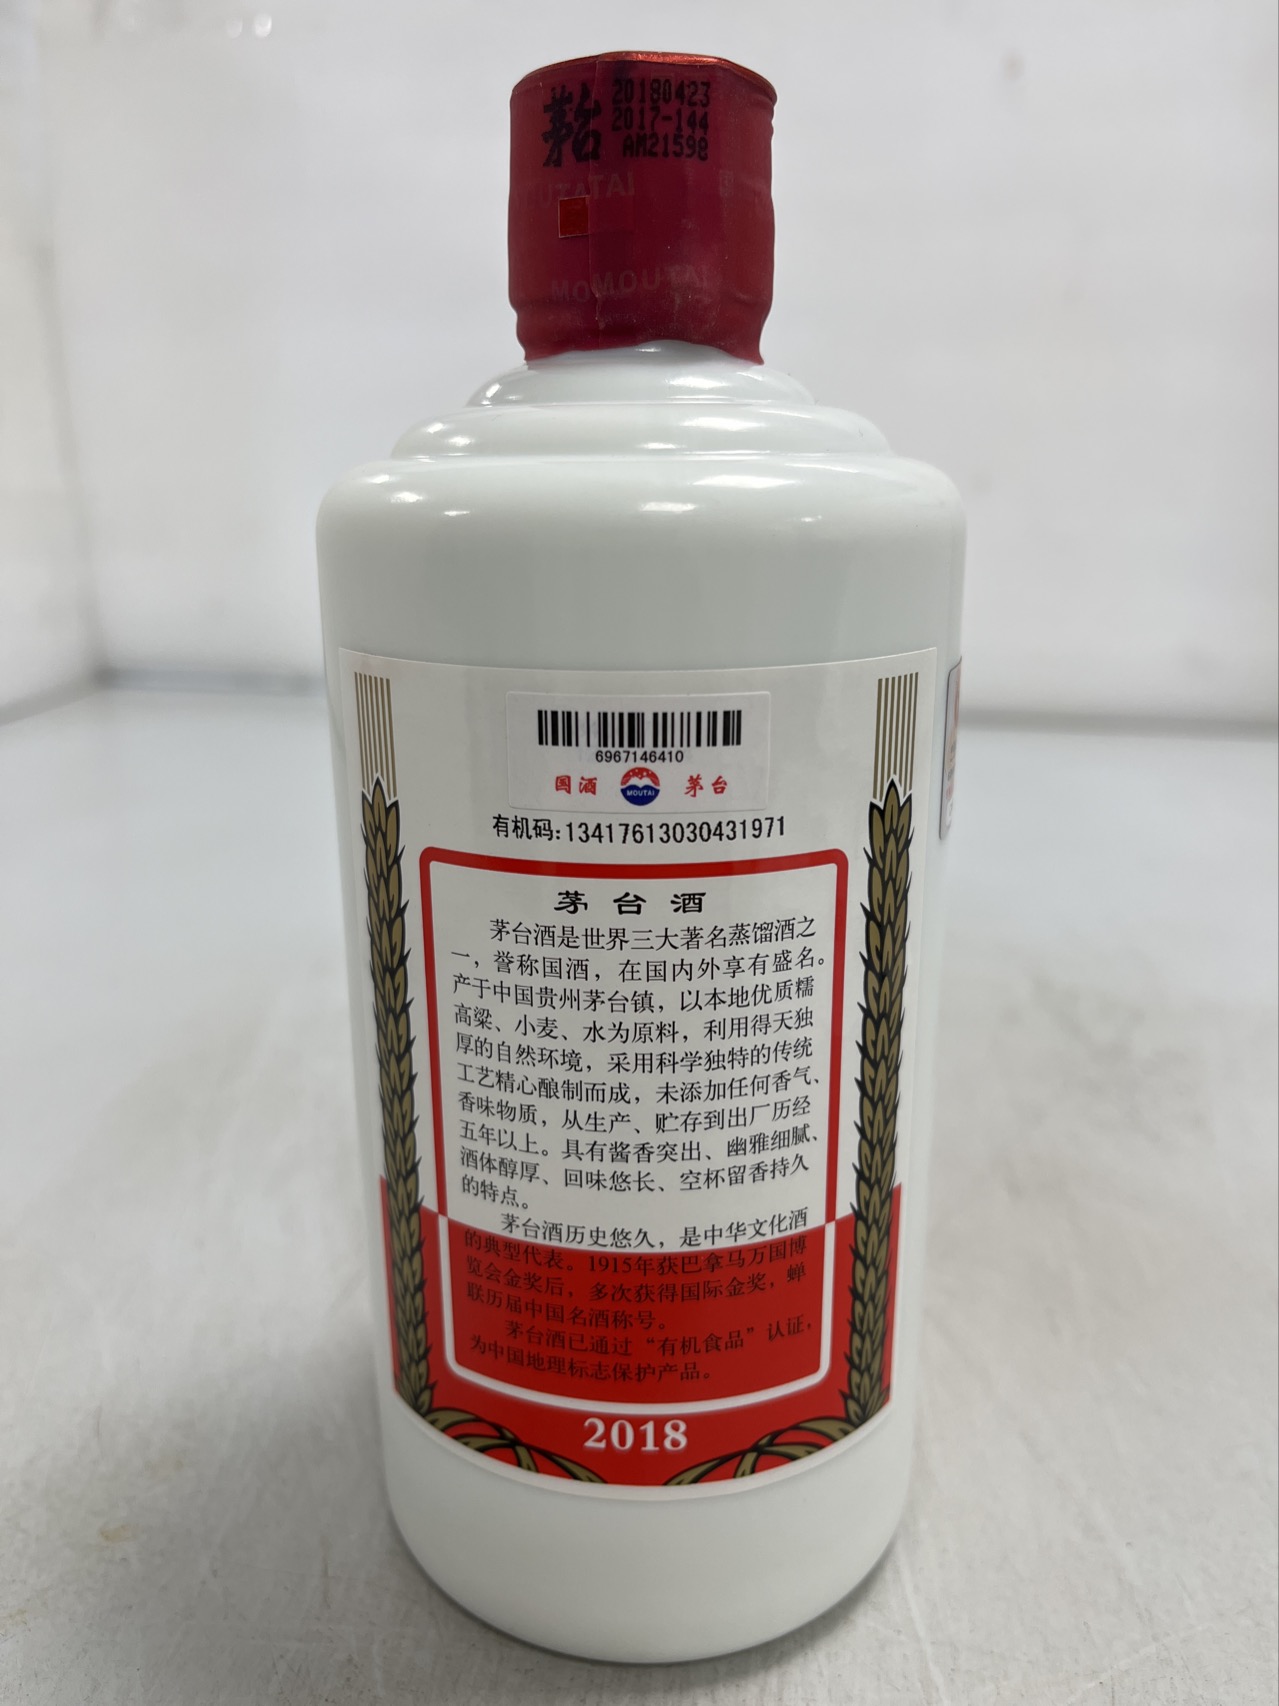 茅台
20180423
2017-144
AM21598
UTATAI
MOMOUTAI
6967146410
国酒
MOUTAI
茅台
有机码:13417613030431971
茅台酒
茅台酒是世界三大著名蒸馏酒之
一，誉称国酒，在国内外享有盛名。
产于中国贵州茅台镇，以本地优质糯
高粱、小麦、水为原料，利用得天独
厚的自然环境，采用科学独特的传统
工艺精心酿制而成，未添加任何香气、
香味物质，从生产、贮存到出厂历经
五年以上。具有酱香突出、幽雅细腻、
酒体醇厚、回味悠长、空杯留香持久
的特点。
茅台酒历史悠久，是中华文化酒
的典型代表。1915年获巴拿马万国博
览会金奖后，多次获得国际金奖，蝉
联历届中国名酒称号。
茅台酒已通过“有机食品”认证，
为中国地理标志保护产品。
2018